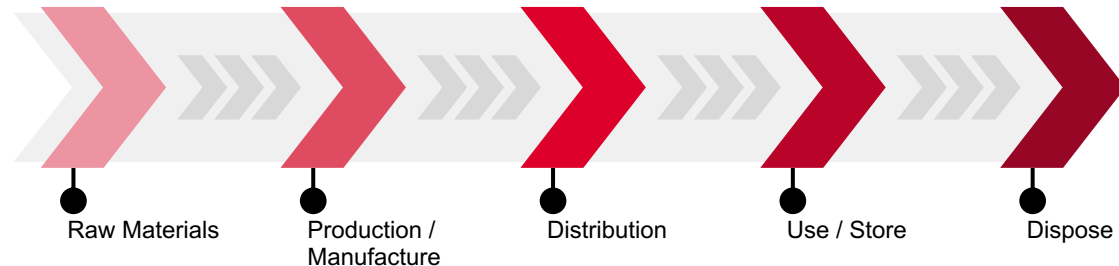 Raw Materials
Production /
Manufacture
Distribution
Use / Store
Dispose